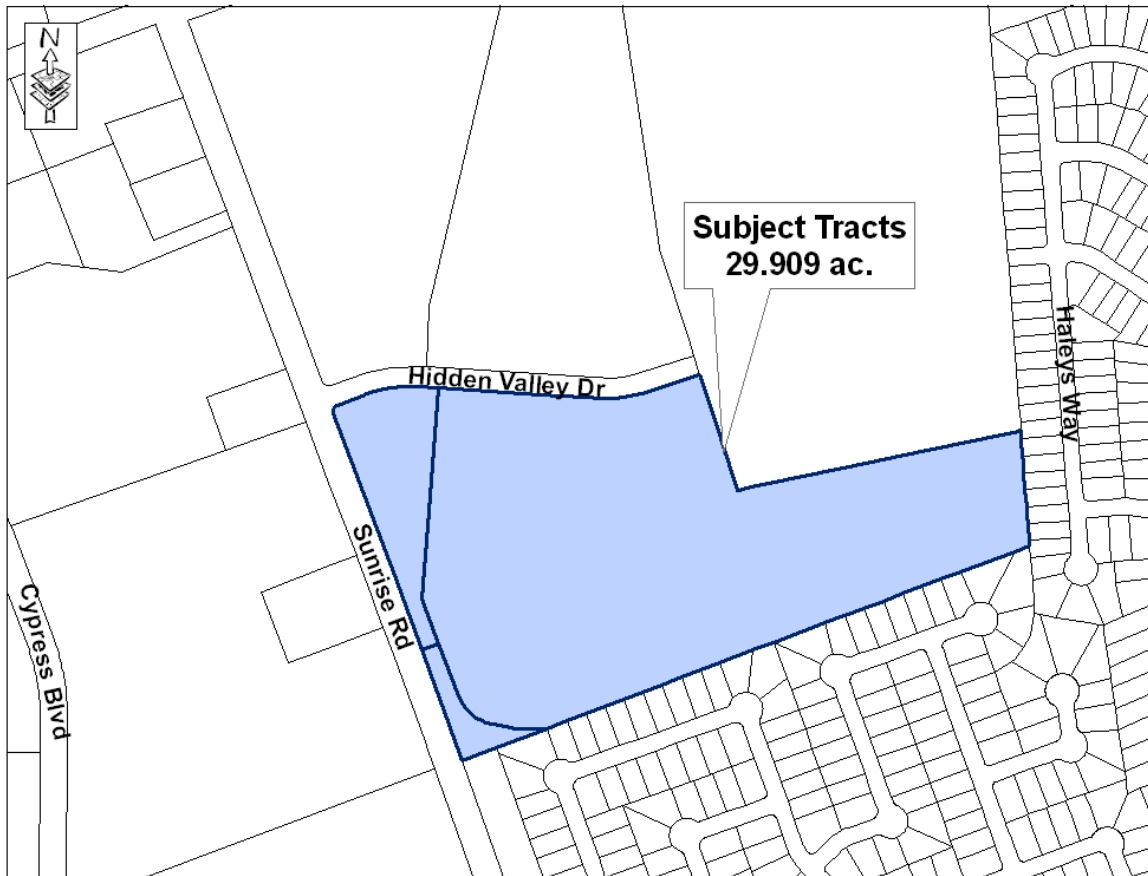 N
Subject Tracts
29.909 ac.
Haleys Way
Hidden Valley Dr
Sunrise Rd
Cypress Blvd